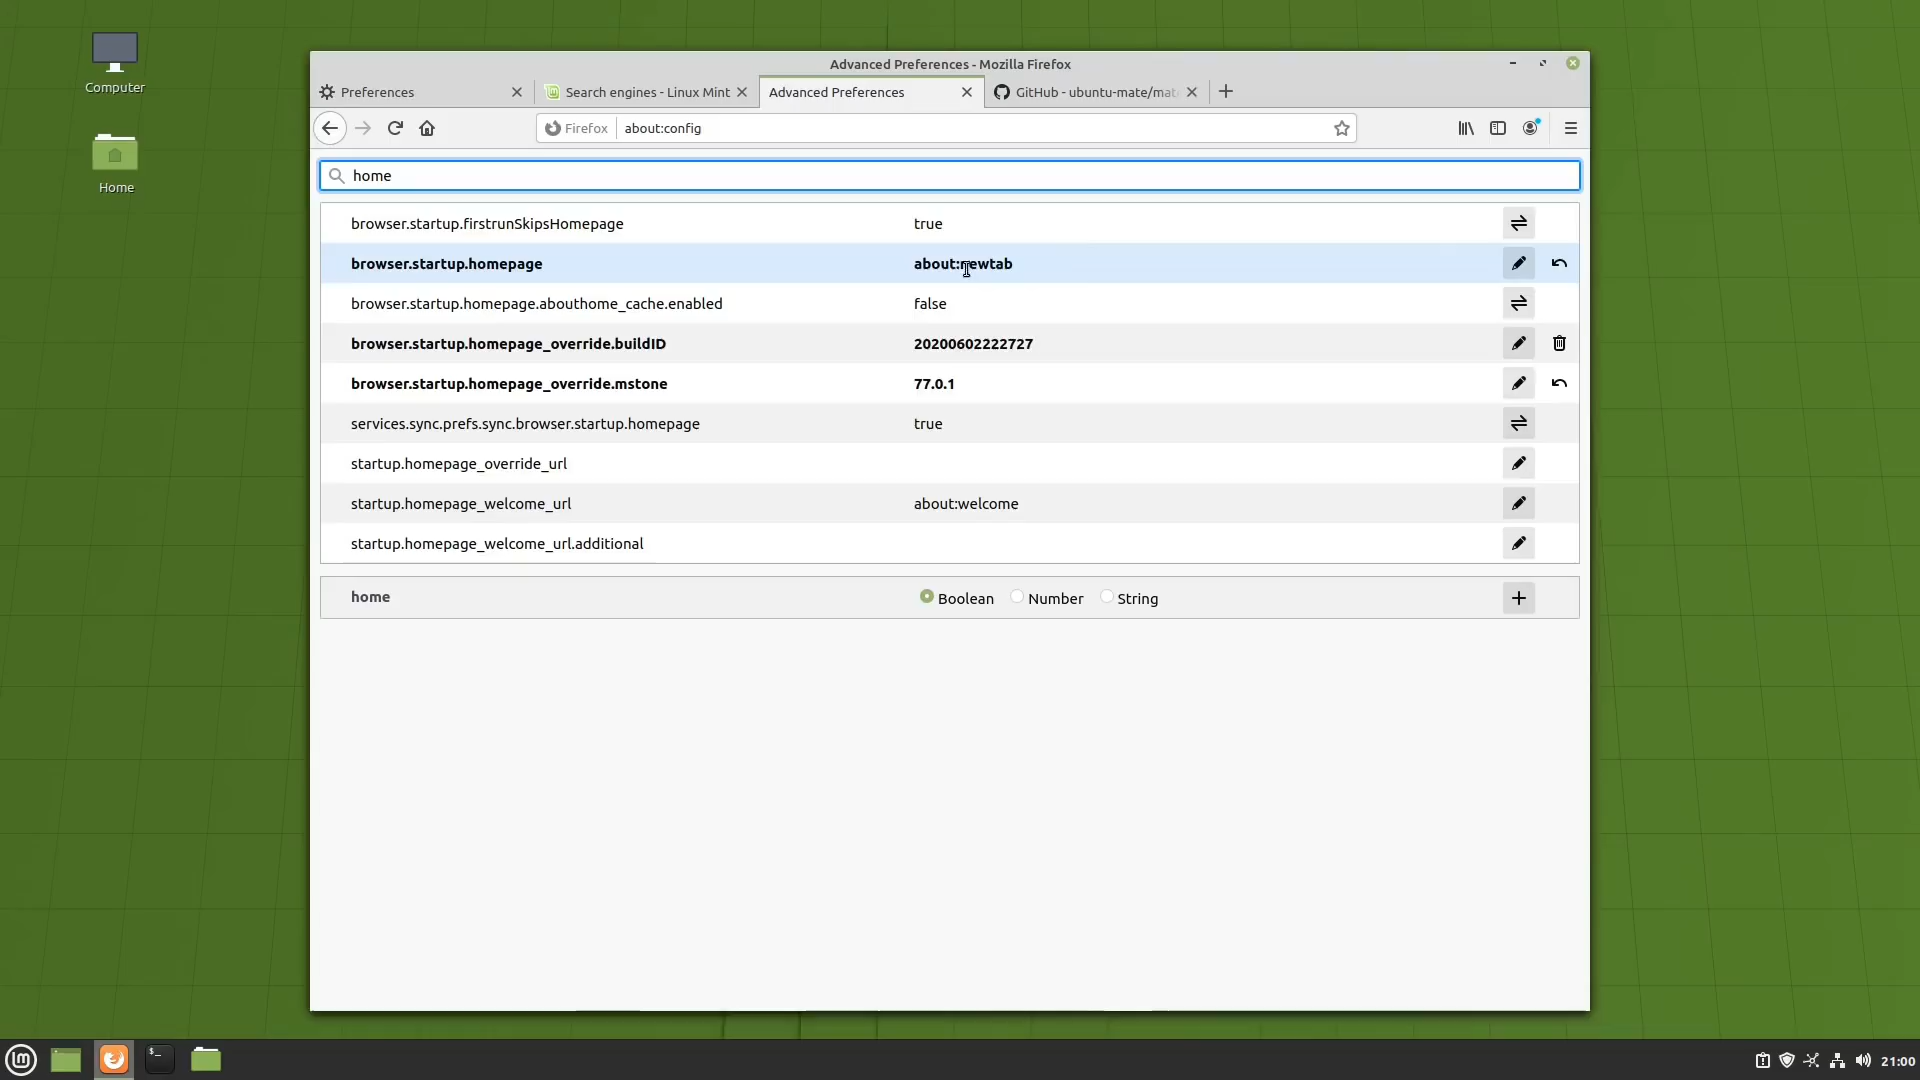 Computer
Home
Advanced Preferences - Mozilla Firefox
Preferences
Search engines - Linux Mint
Advanced Preferences
GitHub - ubuntu-mate/mat
Firefox
about:config
home
browser.startup.firstrunSkipsHomepage true
browser.startup.homepage about:newtab
browser.startup.homepage.abouthome_cache.enabled false
browser.startup.homepage_override.buildID 20200602222727
browser.startup.homepage_override.mstone 77.0.1
services.sync.prefs.sync.browser.startup.homepage true
startup.homepage_override_url
startup.homepage_welcome_url about:welcome
startup.homepage_welcome_url.additional
home Boolean Number String
21:00